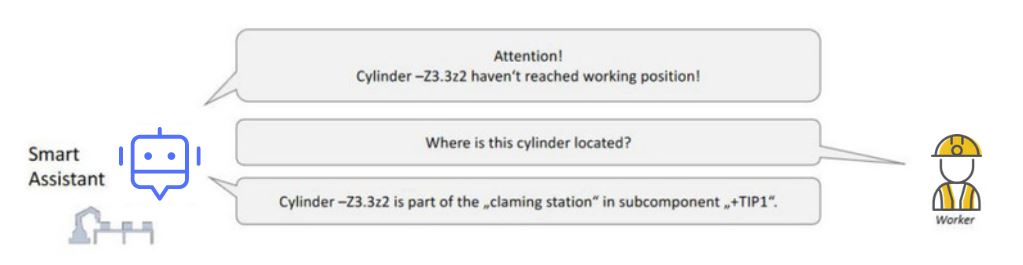 Attention!
Cylinder –Z3.3z2 haven't reached working position!
Where is this cylinder located?
Smart
Assistant
Cylinder –Z3.3z2 is part of the „claming station“ in subcomponent „+TIP1“.
Worker